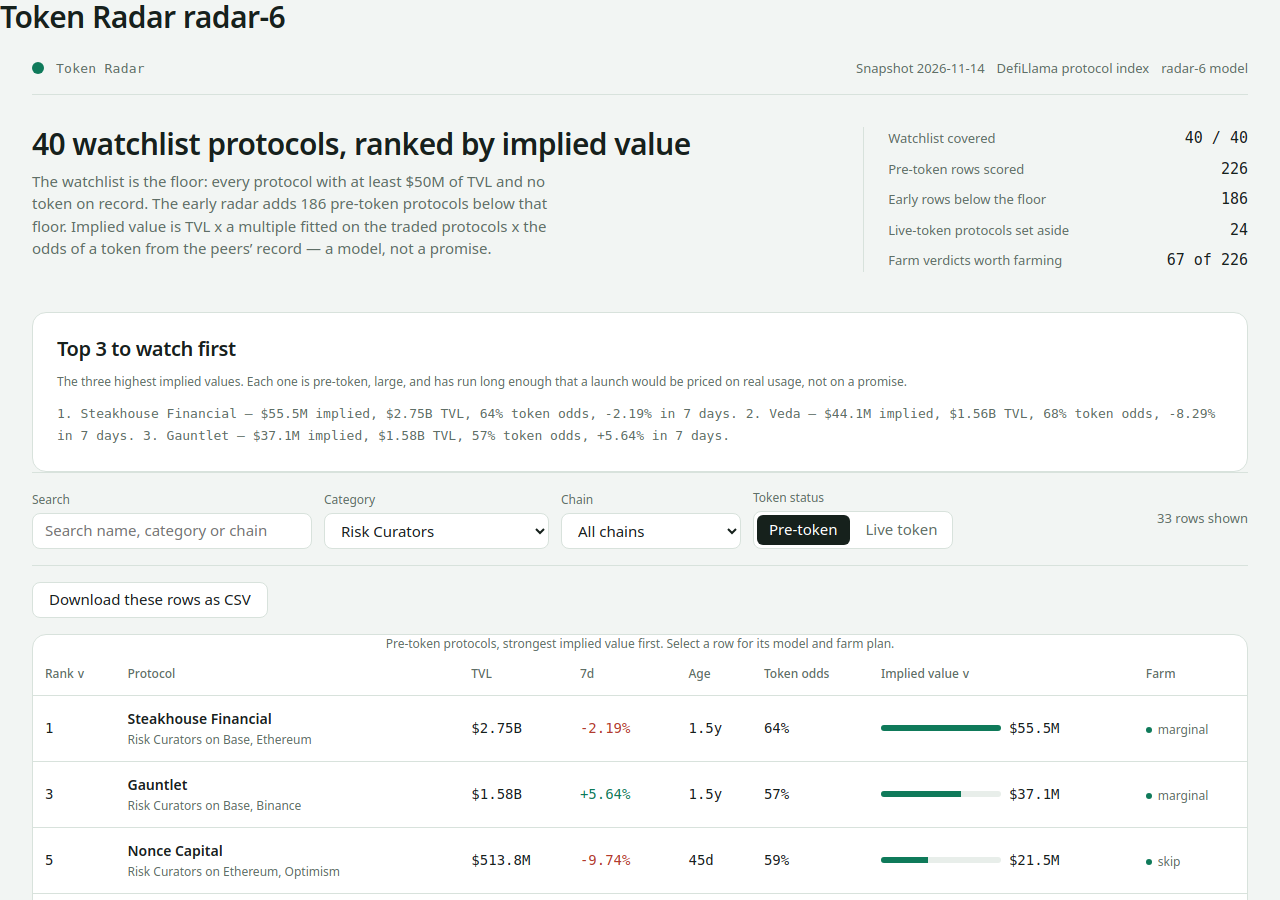 Token Radar radar-6
Token Radar
Snapshot 2026-11-14 DefiLlama protocol index radar-6 model
40 watchlist protocols, ranked by implied value
The watchlist is the floor: every protocol with at least $50M of TVL and no
token on record. The early radar adds 186 pre-token protocols below that
floor. Implied value is TVL x a multiple fitted on the traded protocols x the
odds of a token from the peers’ record — a model, not a promise.
Watchlist covered 40 / 40
Pre-token rows scored 226
Early rows below the floor 186
Live-token protocols set aside 24
Farm verdicts worth farming 67 of 226
Top 3 to watch first
The three highest implied values. Each one is pre-token, large, and has run long enough that a launch would be priced on real usage, not on a promise.
1. Steakhouse Financial — $55.5M implied, $2.75B TVL, 64% token odds, -2.19% in 7 days. 2. Veda — $44.1M implied, $1.56B TVL, 68% token odds, -8.29%
in 7 days. 3. Gauntlet — $37.1M implied, $1.58B TVL, 57% token odds, +5.64% in 7 days.
Search Category Chain Token status
Search name, category or chain Risk Curators All chains Pre-token Live token 33 rows shown
Download these rows as CSV
Pre-token protocols, strongest implied value first. Select a row for its model and farm plan.
Rank v Protocol TVL 7d Age Token odds Implied value v Farm
1 Steakhouse Financial $2.75B -2.19% 1.5y 64% $55.5M marginal
Risk Curators on Base, Ethereum
3 Gauntlet $1.58B +5.64% 1.5y 57% $37.1M marginal
Risk Curators on Base, Binance
5 Nonce Capital $513.8M -9.74% 45d 59% $21.5M skip
Risk Curators on Ethereum, Optimism